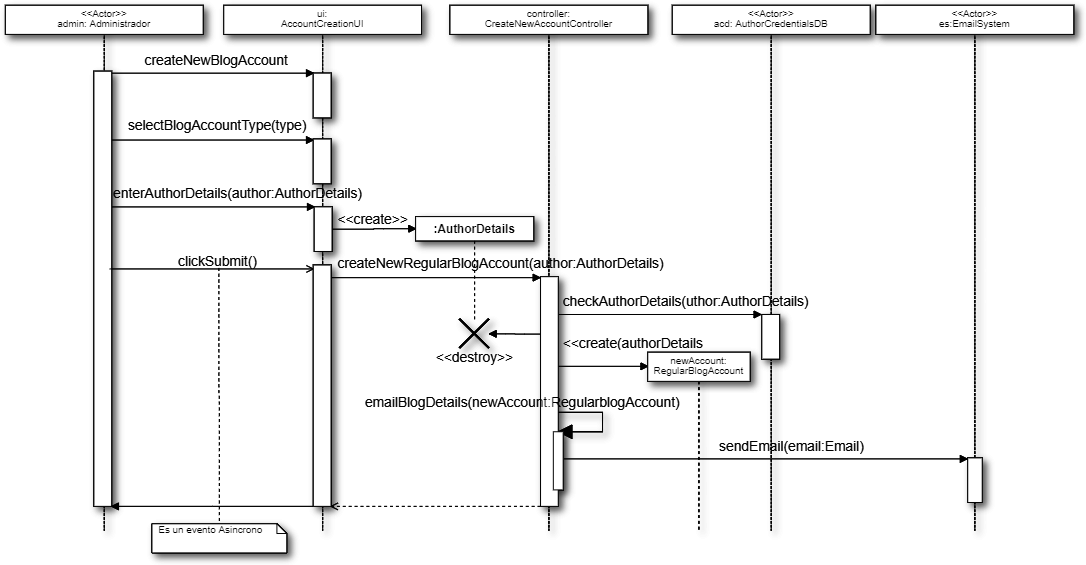 <<Actor>>
admin: Administrador
ui:
AccountCreationUI
controller:
CreateNewAccountController
<<Actor>>
acd: AuthorCredentialsDB
<<Actor>>
es:EmailSystem
createNewBlogAccount
selectBlogAccountType(type)
enterAuthorDetails(author:AuthorDetails)
<<create>>
:AuthorDetails
clickSubmit()
createNewRegularBlogAccount(author:AuthorDetails)
checkAuthorDetails(uthor:AuthorDetails)
<<destroy>>
<<create(authorDetails
newAccount:
RegularBlogAccount
emailBlogDetails(newAccount:RegularblogAccount)
sendEmail(email:Email)
Es un evento Asincrono